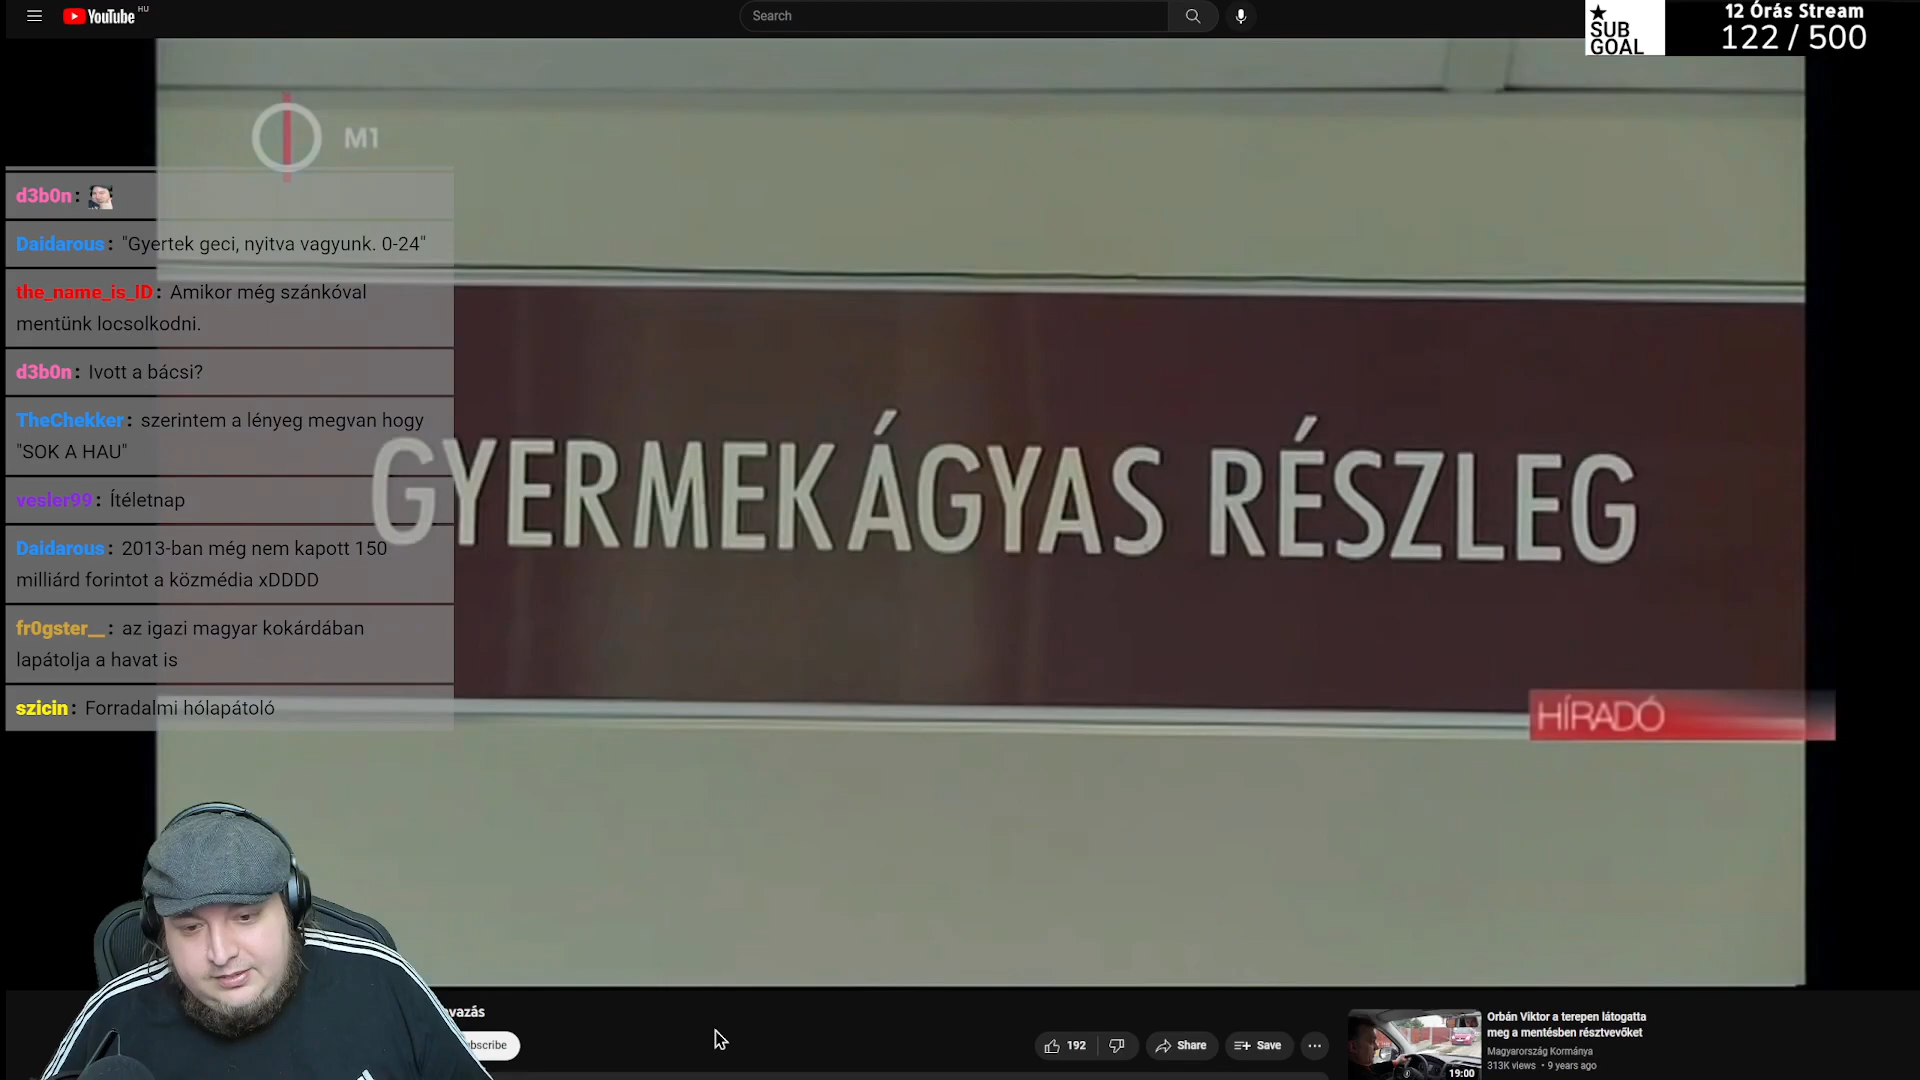 YouTube HU
Search
SUB
GOAL
12 Órás Stream
122 / 500
M1
d3b0n:
Daidarous: "Gyertek geci, nyitva vagyunk. 0-24"
the_name_is_ID: Amikor még szánkóval
mentünk locsolkodni.
d3b0n: Ivott a bácsi?
TheChekker: szerintem a lényeg megvan hogy
"SOK A HAU"
vesler99: Ítéletnap
Daidarous: 2013-ban még nem kapott 150
milliárd forintot a közmédia xDDDD
fr0gster__: az igazi magyar kokárdában
lapátolja a havat is
szicin: Forradalmi hólapátoló
GYERMEKÁGYAS RÉSZLEG
HÍRADÓ
192
Share
Save
Orbán Viktor a terepen látogatta
meg a mentésben résztvevőket
Magyarország Kormánya
313K views • 9 years ago
19:00